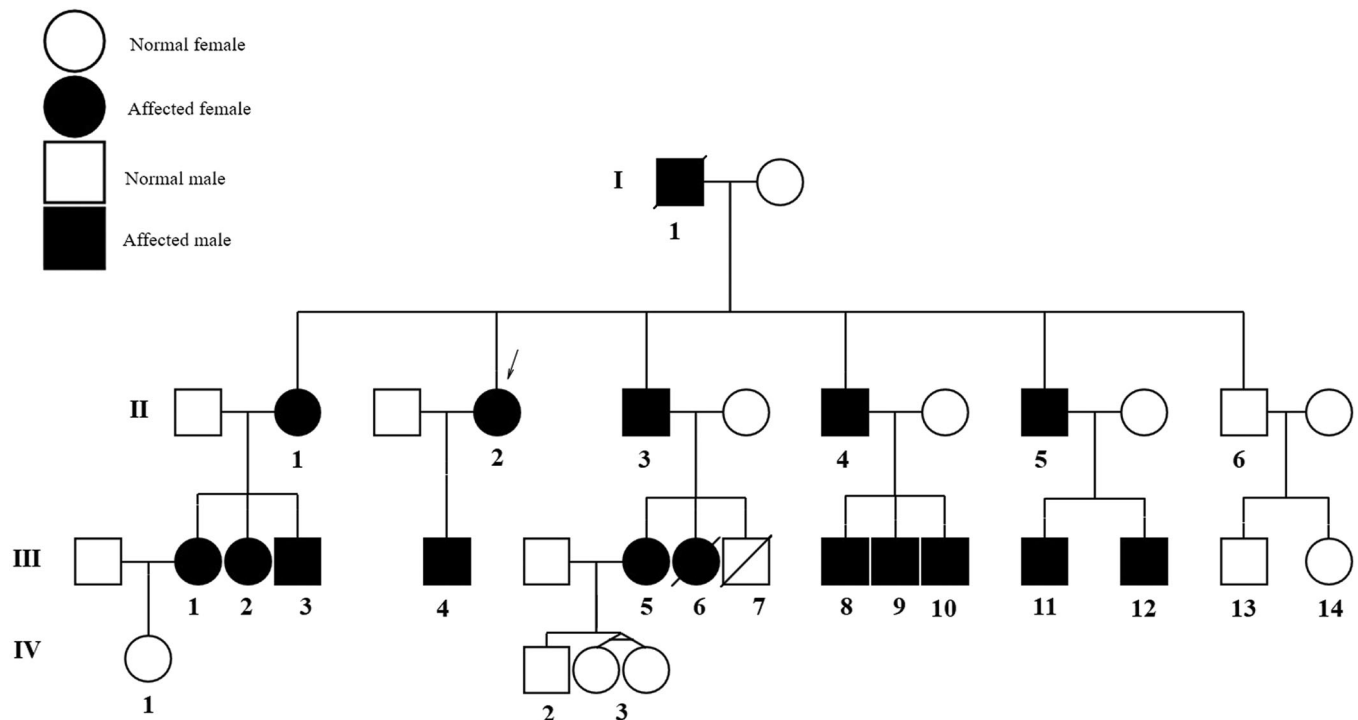 Normal female
Affected female
Normal male
Affected male
I
1
II
1 2 3 4 5 6
III
1 2 3 4 5 6 7 8 9 10 11 12 13 14
IV
1 2 3